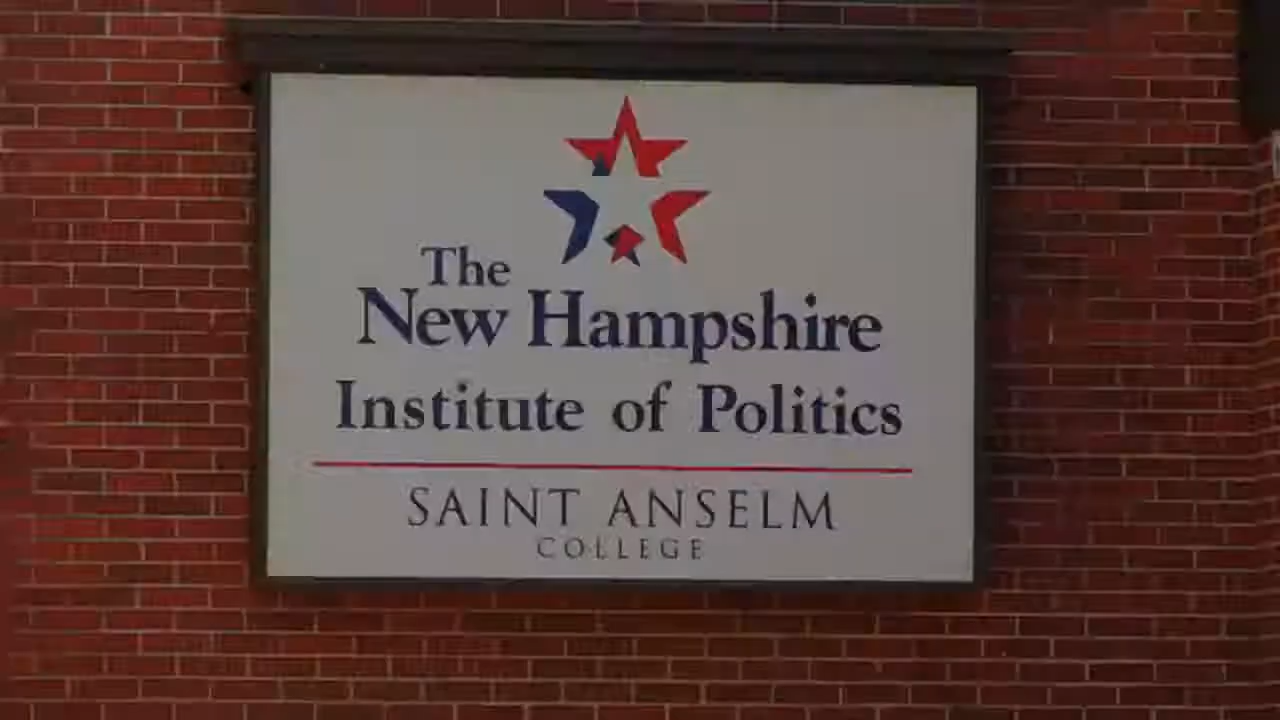 The
New Hampshire
Institute of Politics
SAINT ANSELM
COLLEGE